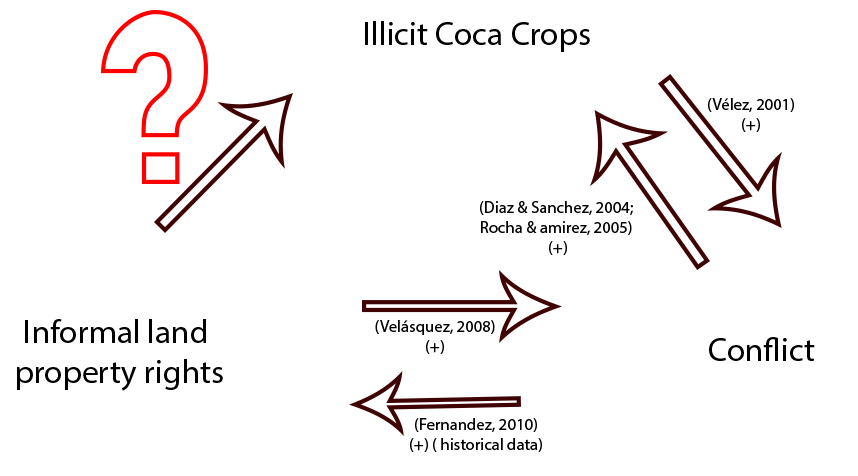 ?
Illicit Coca Crops
(Vélez, 2001)
(+)
(Diaz & Sanchez, 2004;
Rocha & amirez, 2005)
(+)
Informal land
property rights
(Velásquez, 2008)
(+)
Conflict
(Fernandez, 2010)
(+) ( historical data)